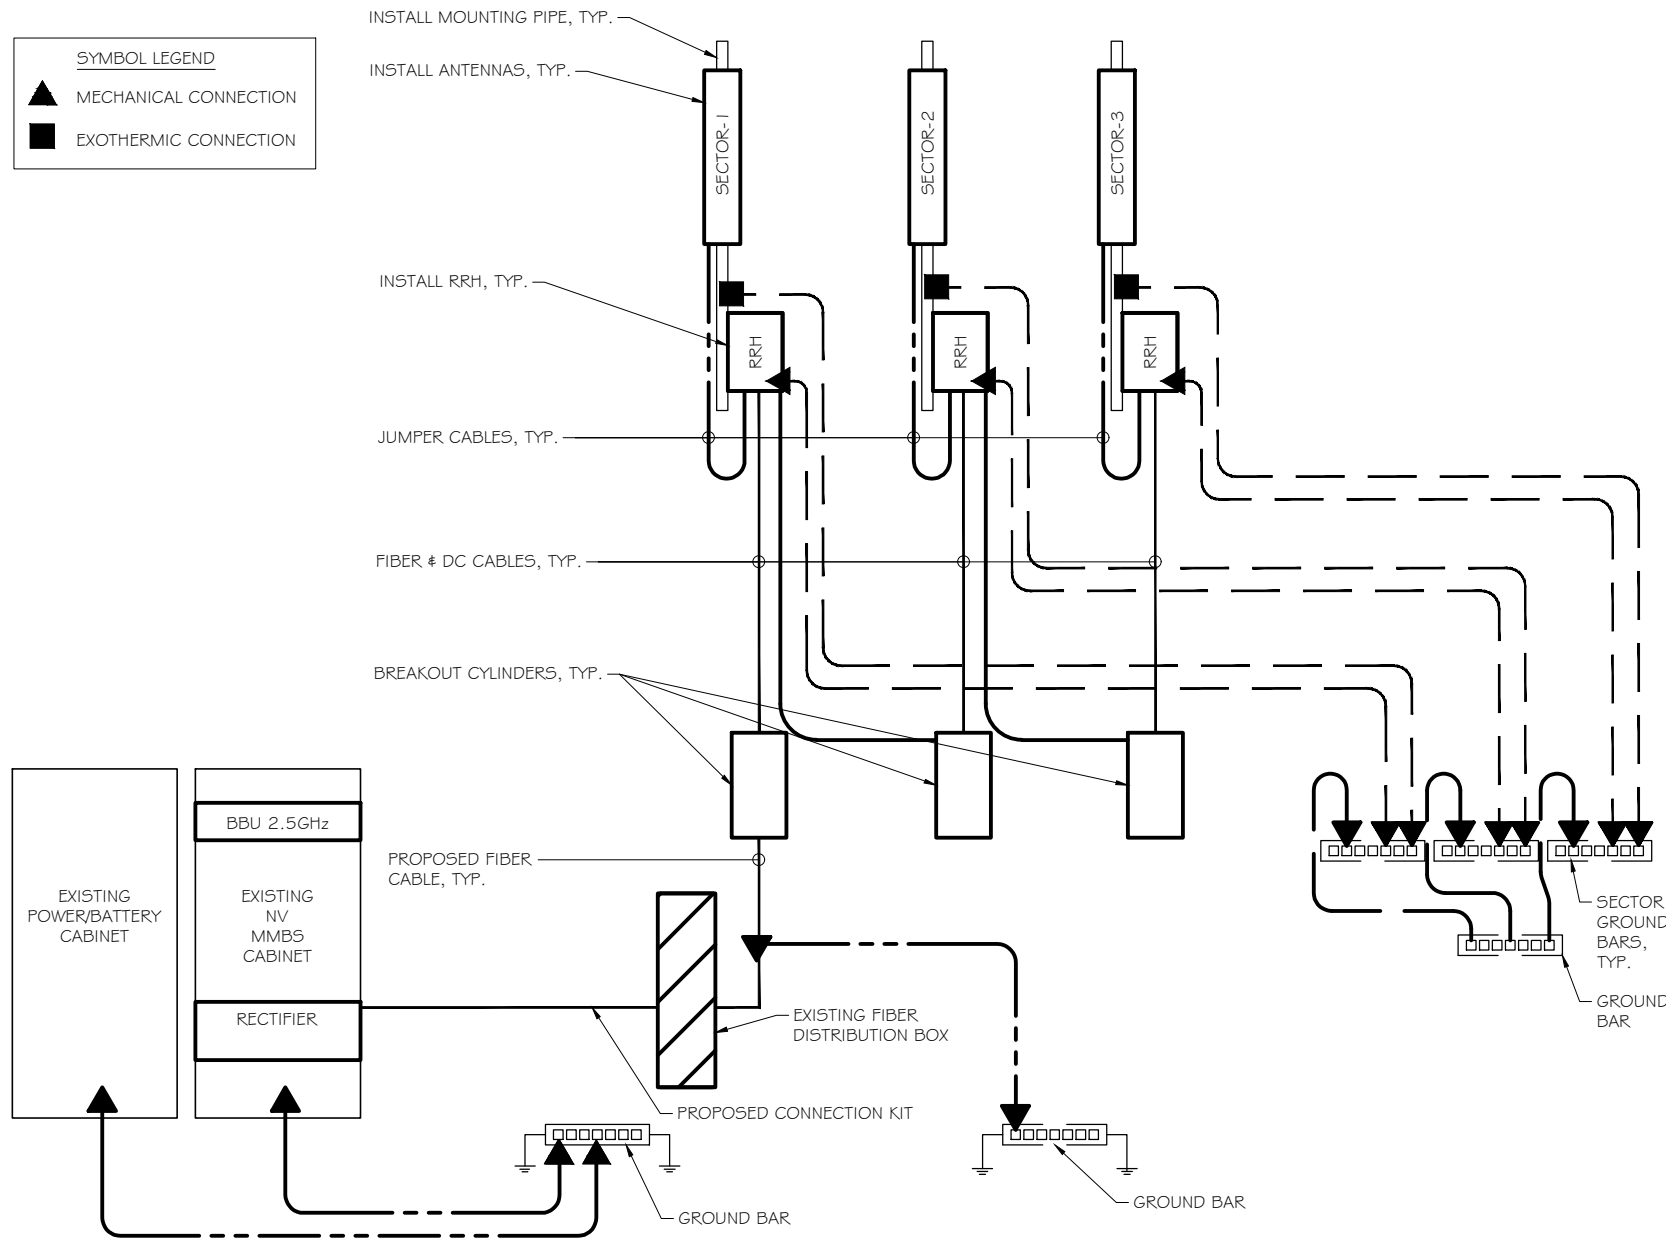 INSTALL MOUNTING PIPE, TYP.
SYMBOL LEGEND
INSTALL ANTENNAS, TYP.
MECHANICAL CONNECTION
EXOTHERMIC CONNECTION
SECTOR-1
SECTOR-2
SECTOR-3
INSTALL RRH, TYP.
RRH
RRH
RRH
JUMPER CABLES, TYP.
FIBER & DC CABLES, TYP.
BREAKOUT CYLINDERS, TYP.
BBU 2.5GHz
PROPOSED FIBER
CABLE, TYP.
EXISTING
POWER/BATTERY
CABINET
EXISTING
NV
MMBS
CABINET
SECTOR
GROUND
BARS,
TYP.
GROUND
BAR
RECTIFIER
EXISTING FIBER
DISTRIBUTION BOX
PROPOSED CONNECTION KIT
GROUND BAR
GROUND BAR